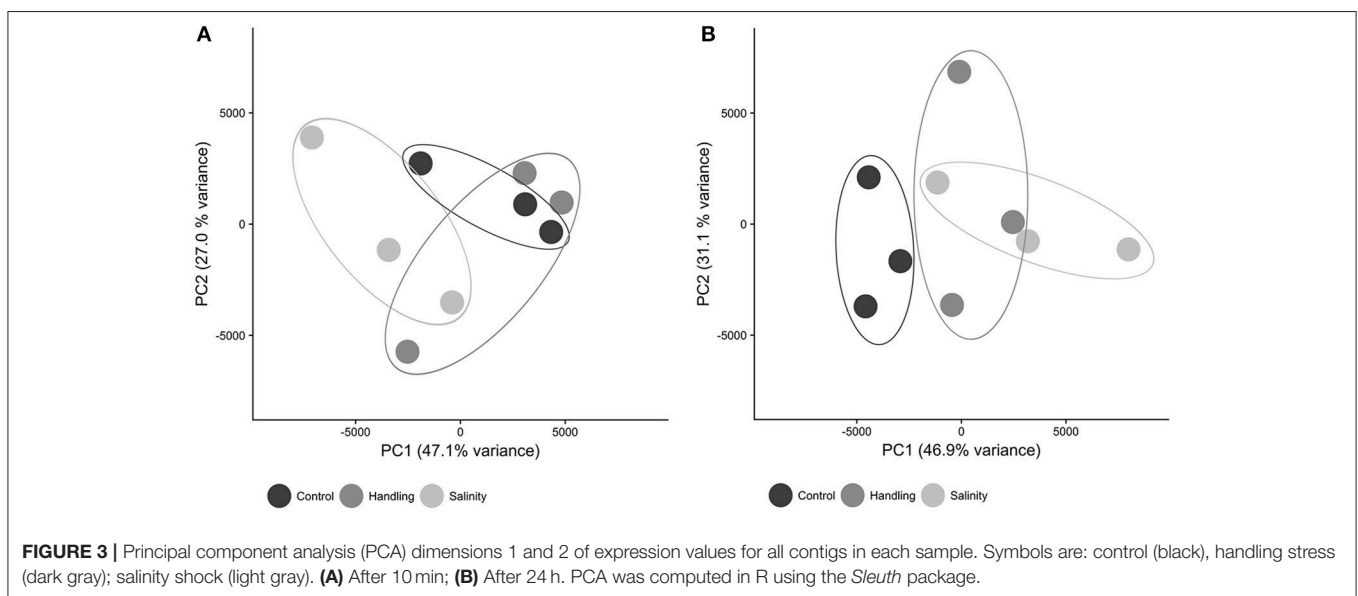 A
PC2 (27.0 % variance)
5000
0
-5000
-5000
0
5000
PC1 (47.1% variance)
Control
Handling
Salinity
B
PC2 (31.1 % variance)
5000
0
-5000
-5000
0
5000
PC1 (46.9% variance)
Control
Handling
Salinity
FIGURE 3 | Principal component analysis (PCA) dimensions 1 and 2 of expression values for all contigs in each sample. Symbols are: control (black), handling stress
(dark gray); salinity shock (light gray). (A) After 10 min; (B) After 24 h. PCA was computed in R using the Sleuth package.